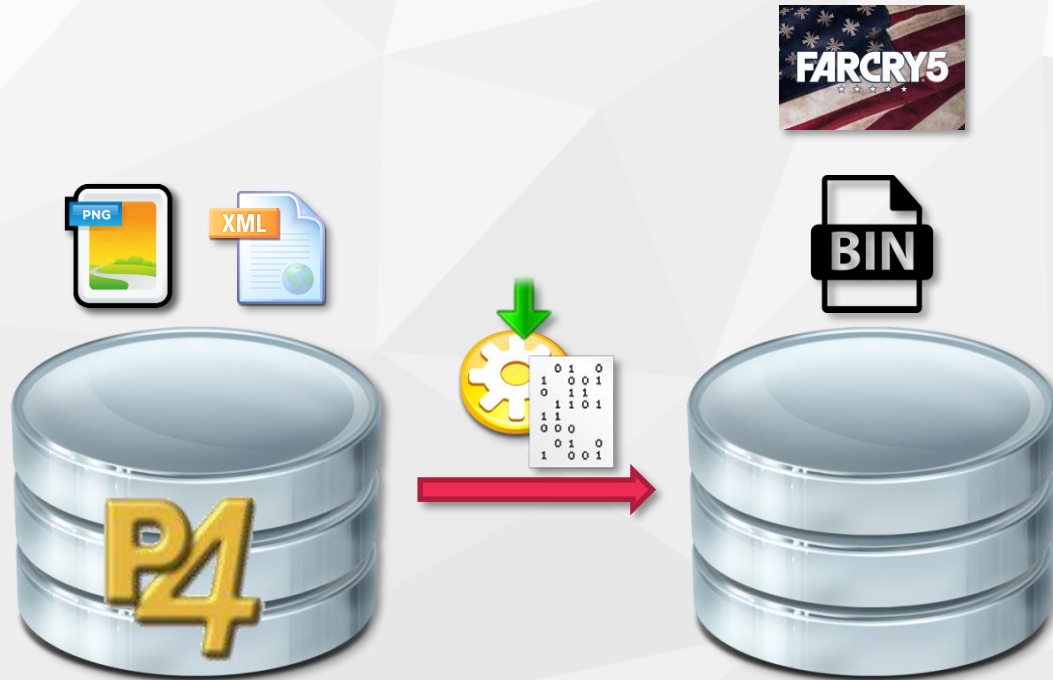 FARCRY5
PNG
XML
BIN
0 1 0
1 0 0 1
0 1 1
1 1 0 1
1 1
0 0 0
0 1 0
1 0 0 1
P4